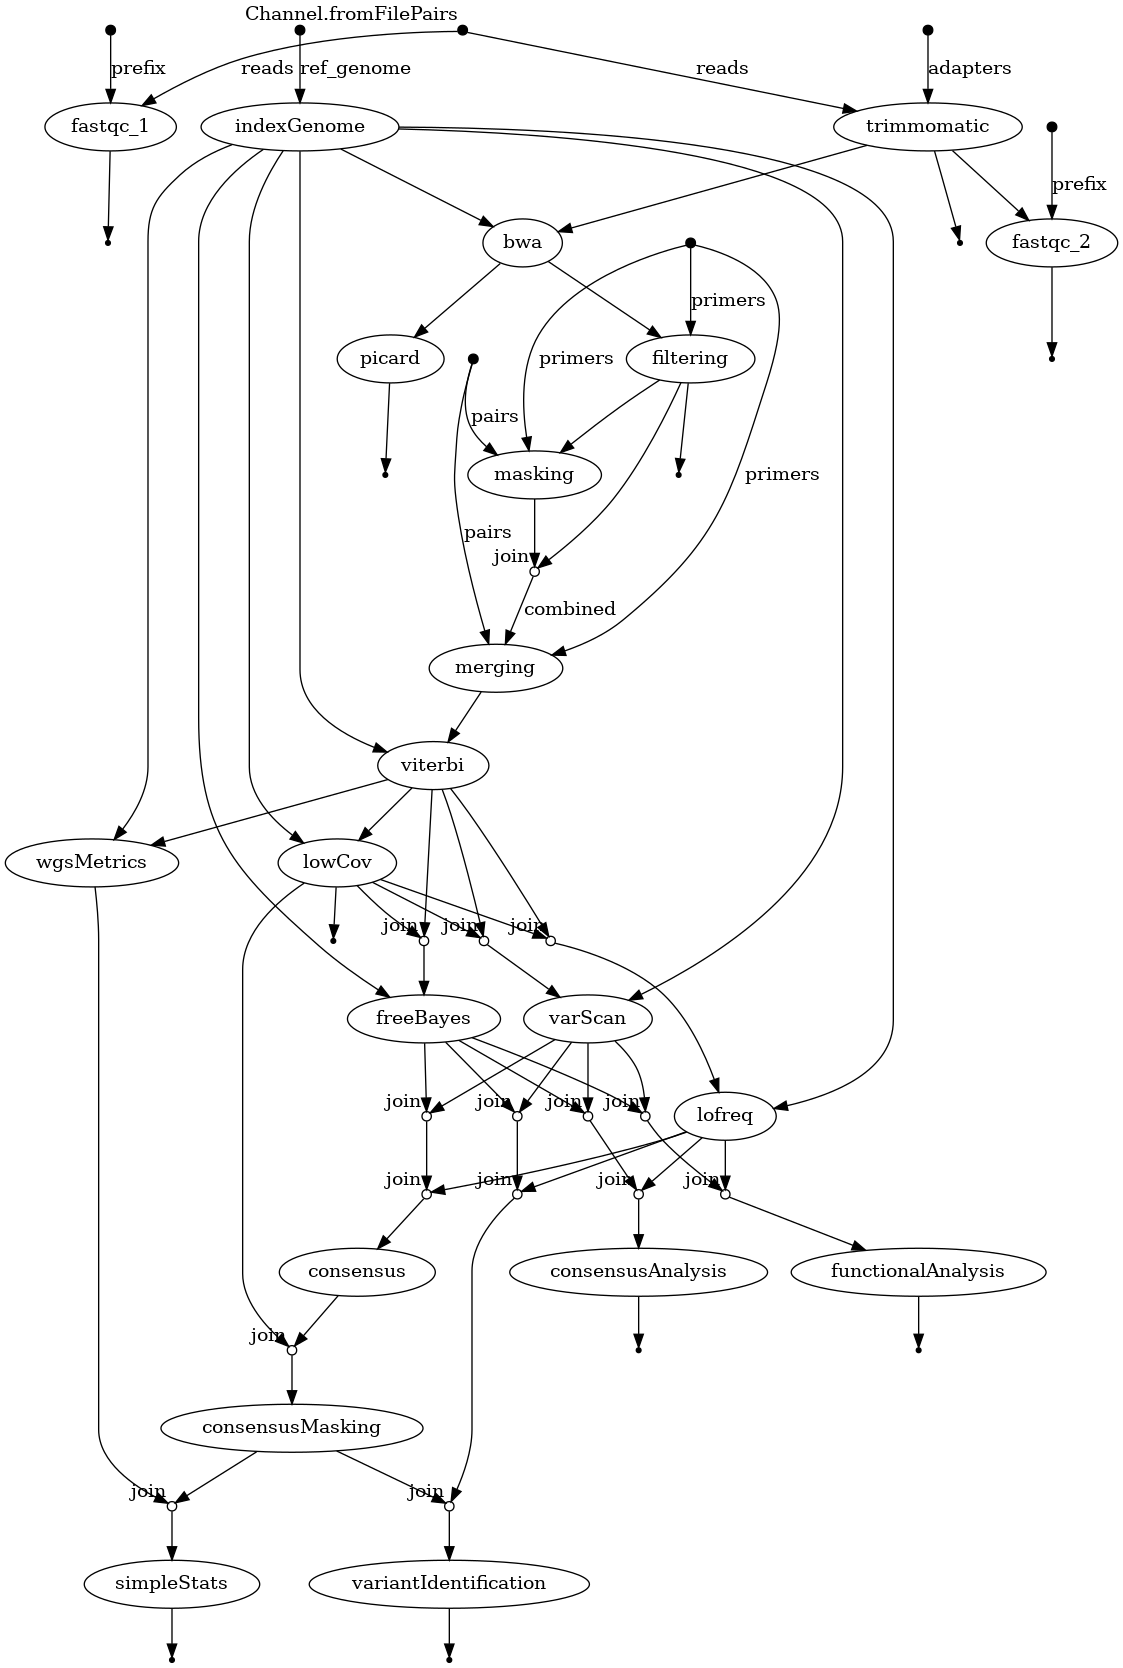 Channel.fromFilePairs
prefix
reads
ref_genome
reads
adapters
fastqc_1
indexGenome
trimmomatic
prefix
bwa
fastqc_2
primers
picard
primers
filtering
pairs
masking
primers
pairs
join
combined
merging
viterbi
wgsMetrics
lowCov
join
join
join
freeBayes
varScan
join
join
join
join
lofreq
join
join
join
join
consensus
consensusAnalysis
functionalAnalysis
join
consensusMasking
join
join
simpleStats
variantIdentification